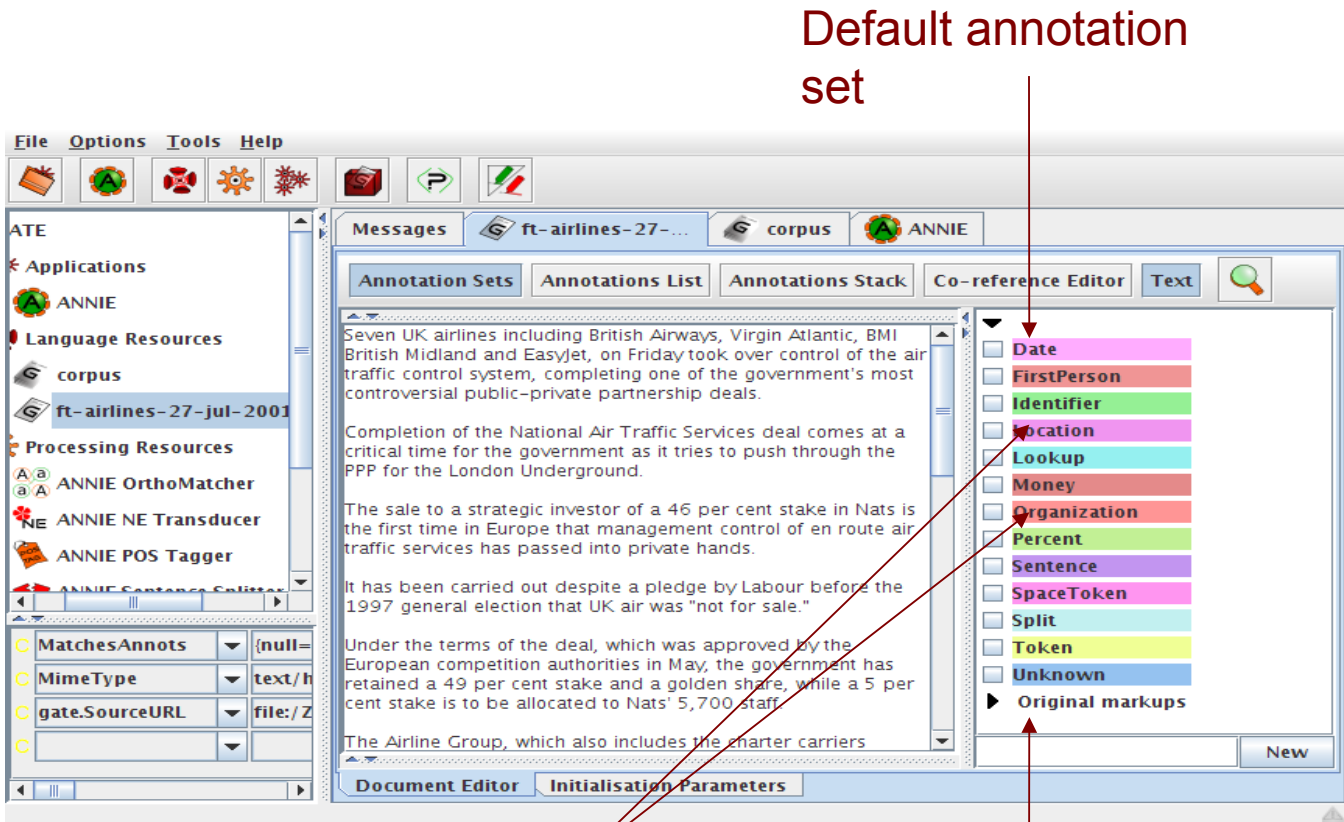 Default annotation
set
File Options Tools Help
ATE
Applications
ANNIE
Language Resources
corpus
ft-airlines-27-jul-2001
Processing Resources
ANNIE OrthoMatcher
ANNIE NE Transducer
ANNIE POS Tagger
ANNIE Sentence Splitter
MatchesAnnots {null=
MimeType text/h
gate.SourceURL file:/Z
Messages ft-airlines-27-... corpus ANNIE
Annotation Sets Annotations List Annotations Stack Co-reference Editor Text
Seven UK airlines including British Airways, Virgin Atlantic, BMI
British Midland and EasyJet, on Friday took over control of the air
traffic control system, completing one of the government's most
controversial public-private partnership deals.
Completion of the National Air Traffic Services deal comes at a
critical time for the government as it tries to push through the
PPP for the London Underground.
The sale to a strategic investor of a 46 per cent stake in Nats is
the first time in Europe that management control of en route air
traffic services has passed into private hands.
It has been carried out despite a pledge by Labour before the
1997 general election that UK air was "not for sale."
Under the terms of the deal, which was approved by the
European competition authorities in May, the government has
retained a 49 per cent stake and a golden share, while a 5 per
cent stake is to be allocated to Nats' 5,700 staff.
The Airline Group, which also includes the charter carriers
Date
FirstPerson
Identifier
Location
Lookup
Money
Organization
Percent
Sentence
SpaceToken
Split
Token
Unknown
Original markups
New
Document Editor Initialisation Parameters